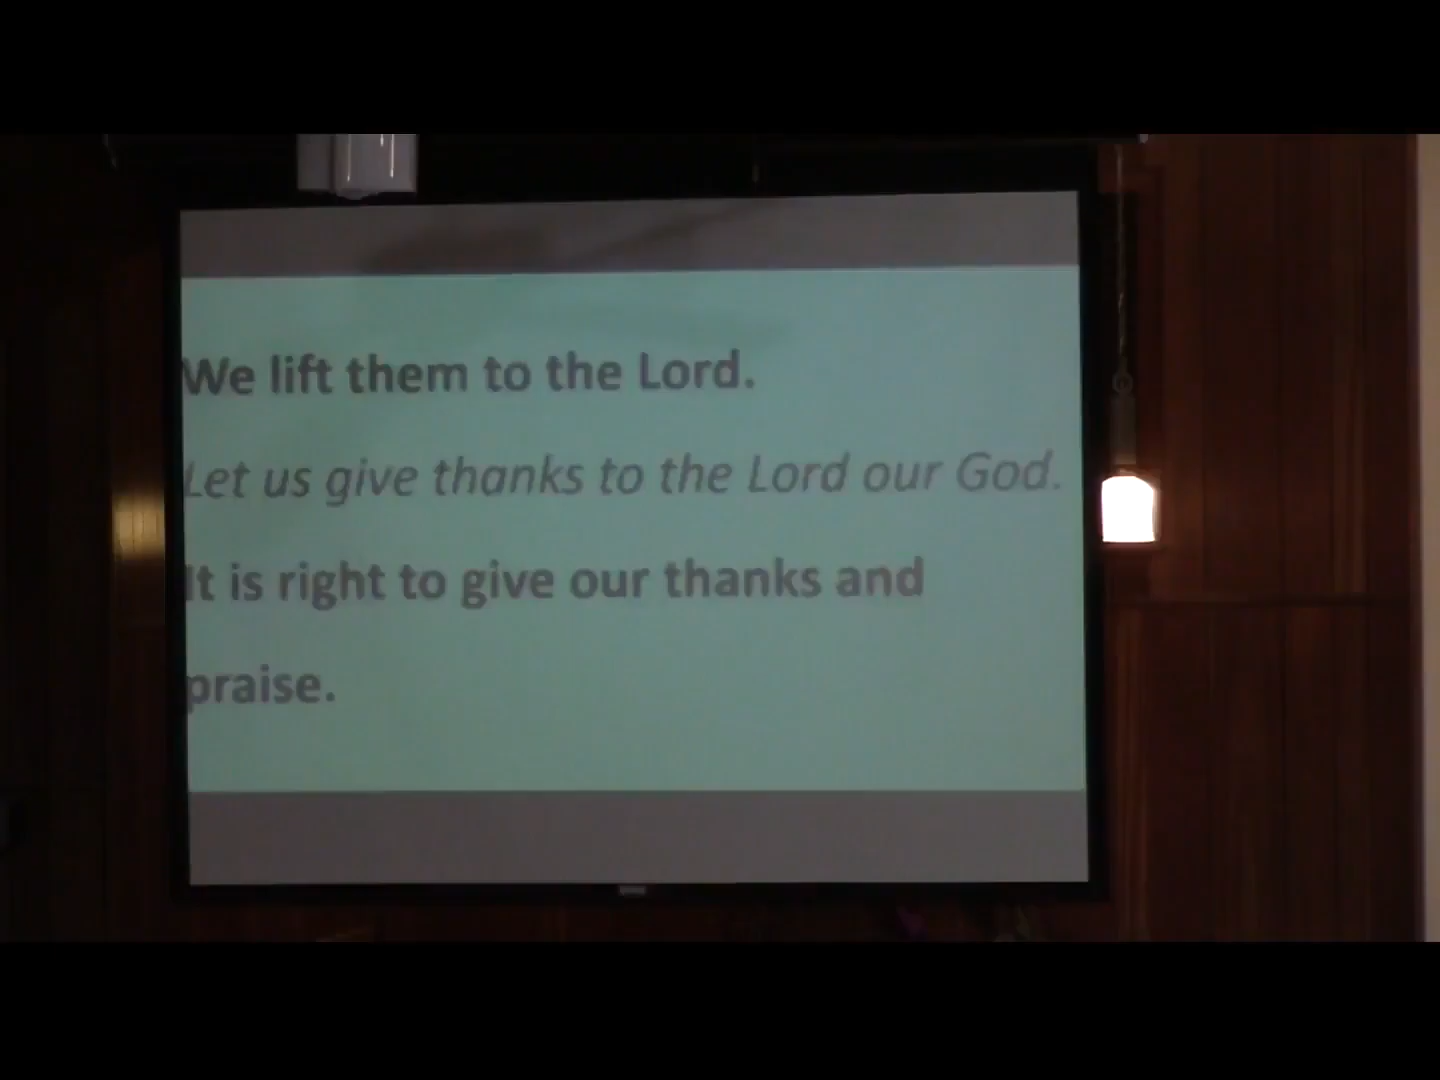 We lift them to the Lord.
Let us give thanks to the Lord our God.
It is right to give our thanks and
praise.